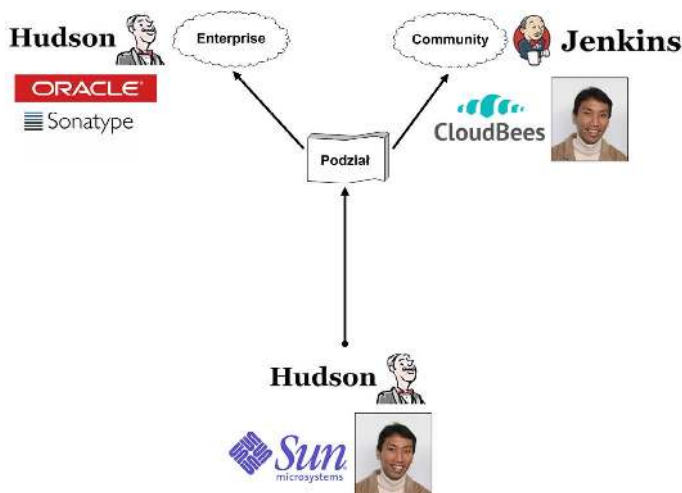 Hudson
Enterprise
Community
Jenkins
ORACLE®
Sonatype
CloudBees
Podział
Hudson
Sun
microsystems